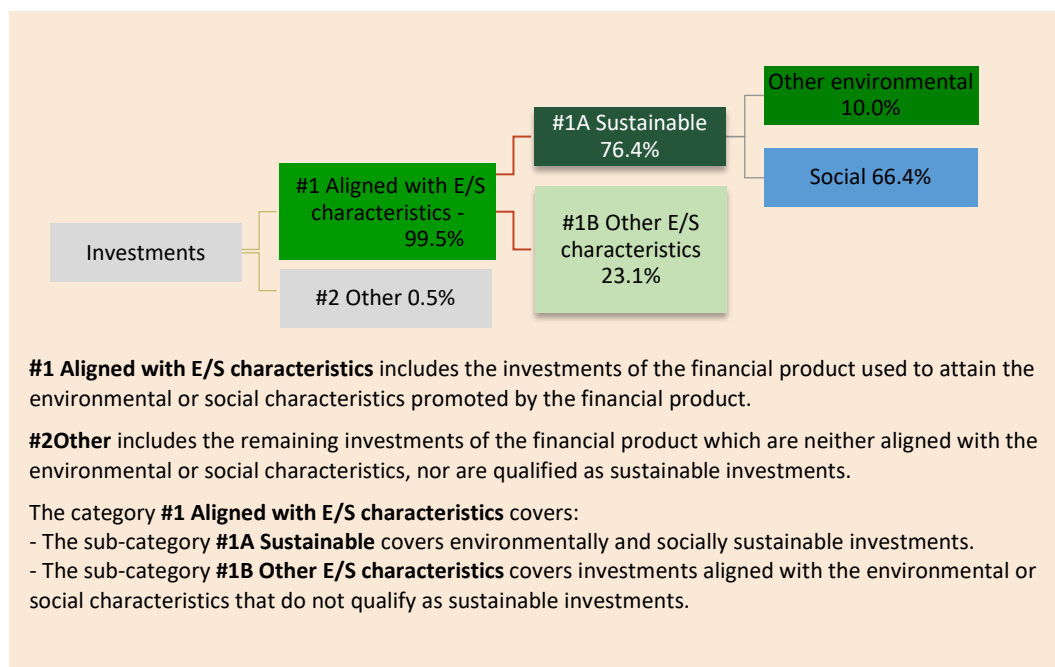 Other environmental
10.0%
#1A Sustainable
76.4%
Social 66.4%
#1 Aligned with E/S
characteristics -
99.5%
#1B Other E/S
characteristics
23.1%
Investments
#2 Other 0.5%
#1 Aligned with E/S characteristics includes the investments of the financial product used to attain the
environmental or social characteristics promoted by the financial product.
#2Other includes the remaining investments of the financial product which are neither aligned with the
environmental or social characteristics, nor are qualified as sustainable investments.
The category #1 Aligned with E/S characteristics covers:
- The sub-category #1A Sustainable covers environmentally and socially sustainable investments.
- The sub-category #1B Other E/S characteristics covers investments aligned with the environmental or
social characteristics that do not qualify as sustainable investments.